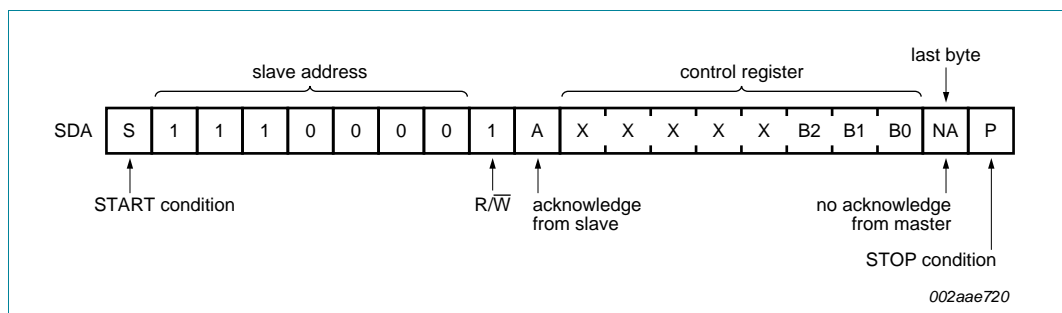 last byte
slave address control register
SDA S 1 1 1 0 0 0 0 1 A X X X X X B2 B1 B0 NA P
START condition R/W̅ acknowledge from slave no acknowledge from master
STOP condition
002aae720